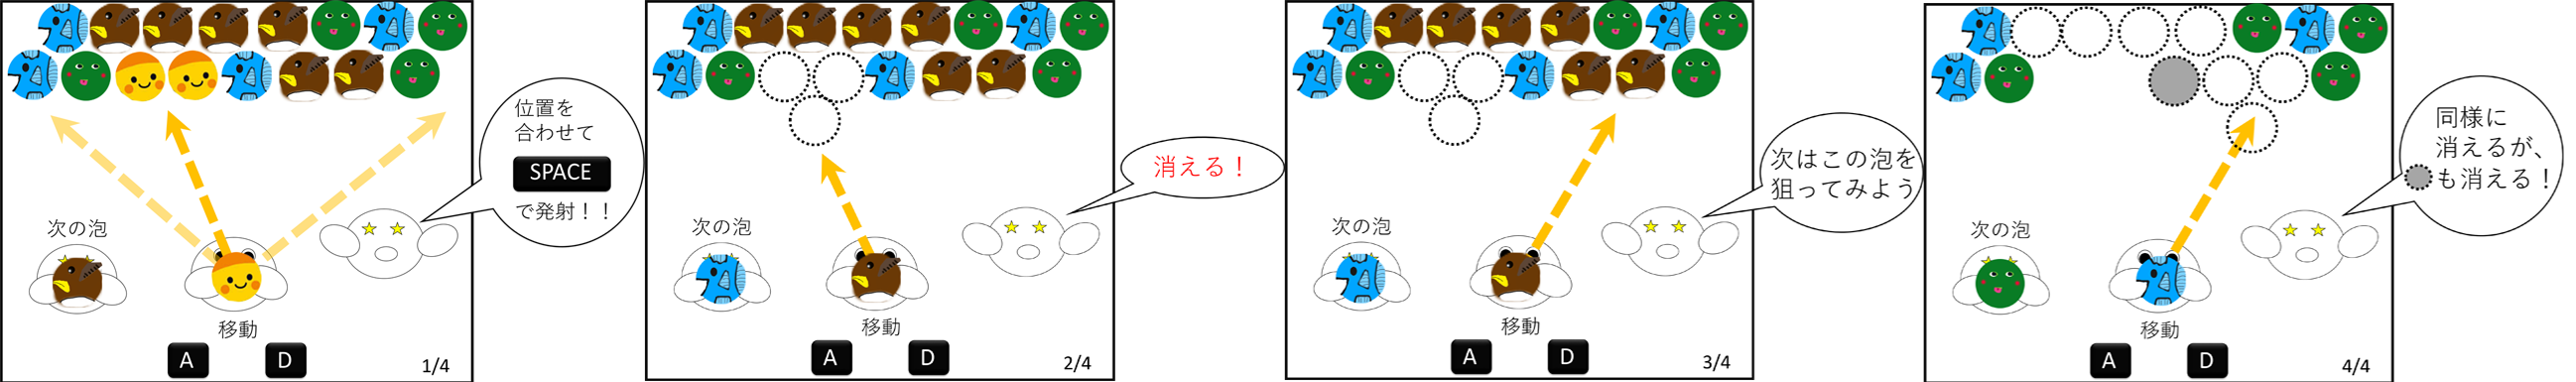 位置を
合わせて
SPACE
で発射！！
次の泡
移動
A D
1/4
消える！
次の泡
移動
A D
2/4
次はこの泡を
狙ってみよう
次の泡
移動
A D
3/4
同様に
消えるが、
も消える！
次の泡
移動
A D
4/4